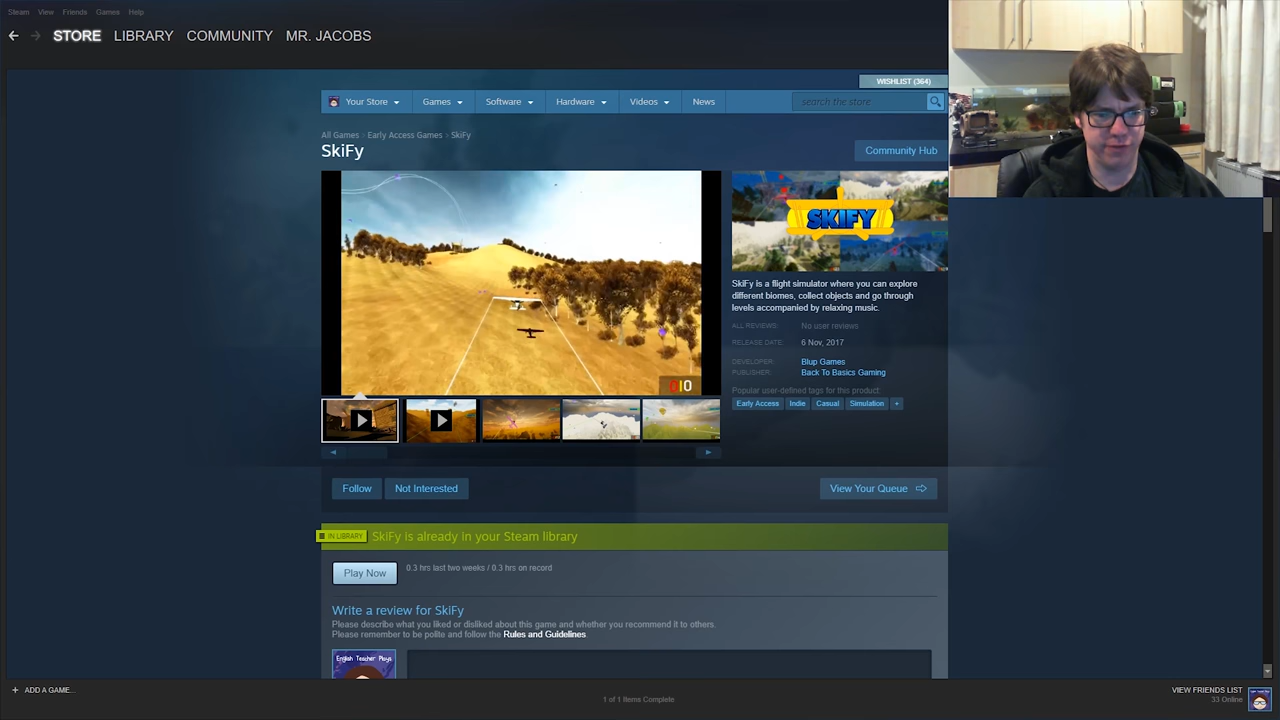 Steam View Friends Games Help
STORE LIBRARY COMMUNITY MR. JACOBS
WISHLIST (364)
Your Store Games Software Hardware Videos News search the store
All Games > Early Access Games > SkiFy
SkiFy
Community Hub
SKIFY
SkiFy is a flight simulator where you can explore
different biomes, collect objects and go through
levels accompanied by relaxing music.
ALL REVIEWS: No user reviews
RELEASE DATE: 6 Nov, 2017
DEVELOPER: Blup Games
PUBLISHER: Back To Basics Gaming
Popular user-defined tags for this product:
Early Access Indie Casual Simulation +
Follow Not Interested View Your Queue
IN LIBRARY SkiFy is already in your Steam library
Play Now 0.3 hrs last two weeks / 0.3 hrs on record
Write a review for SkiFy
Please describe what you liked or disliked about this game and whether you recommend it to others.
Please remember to be polite and follow the Rules and Guidelines
English Teacher Plays
+ ADD A GAME...
1 of 1 Items Complete
VIEW FRIENDS LIST
33 Online